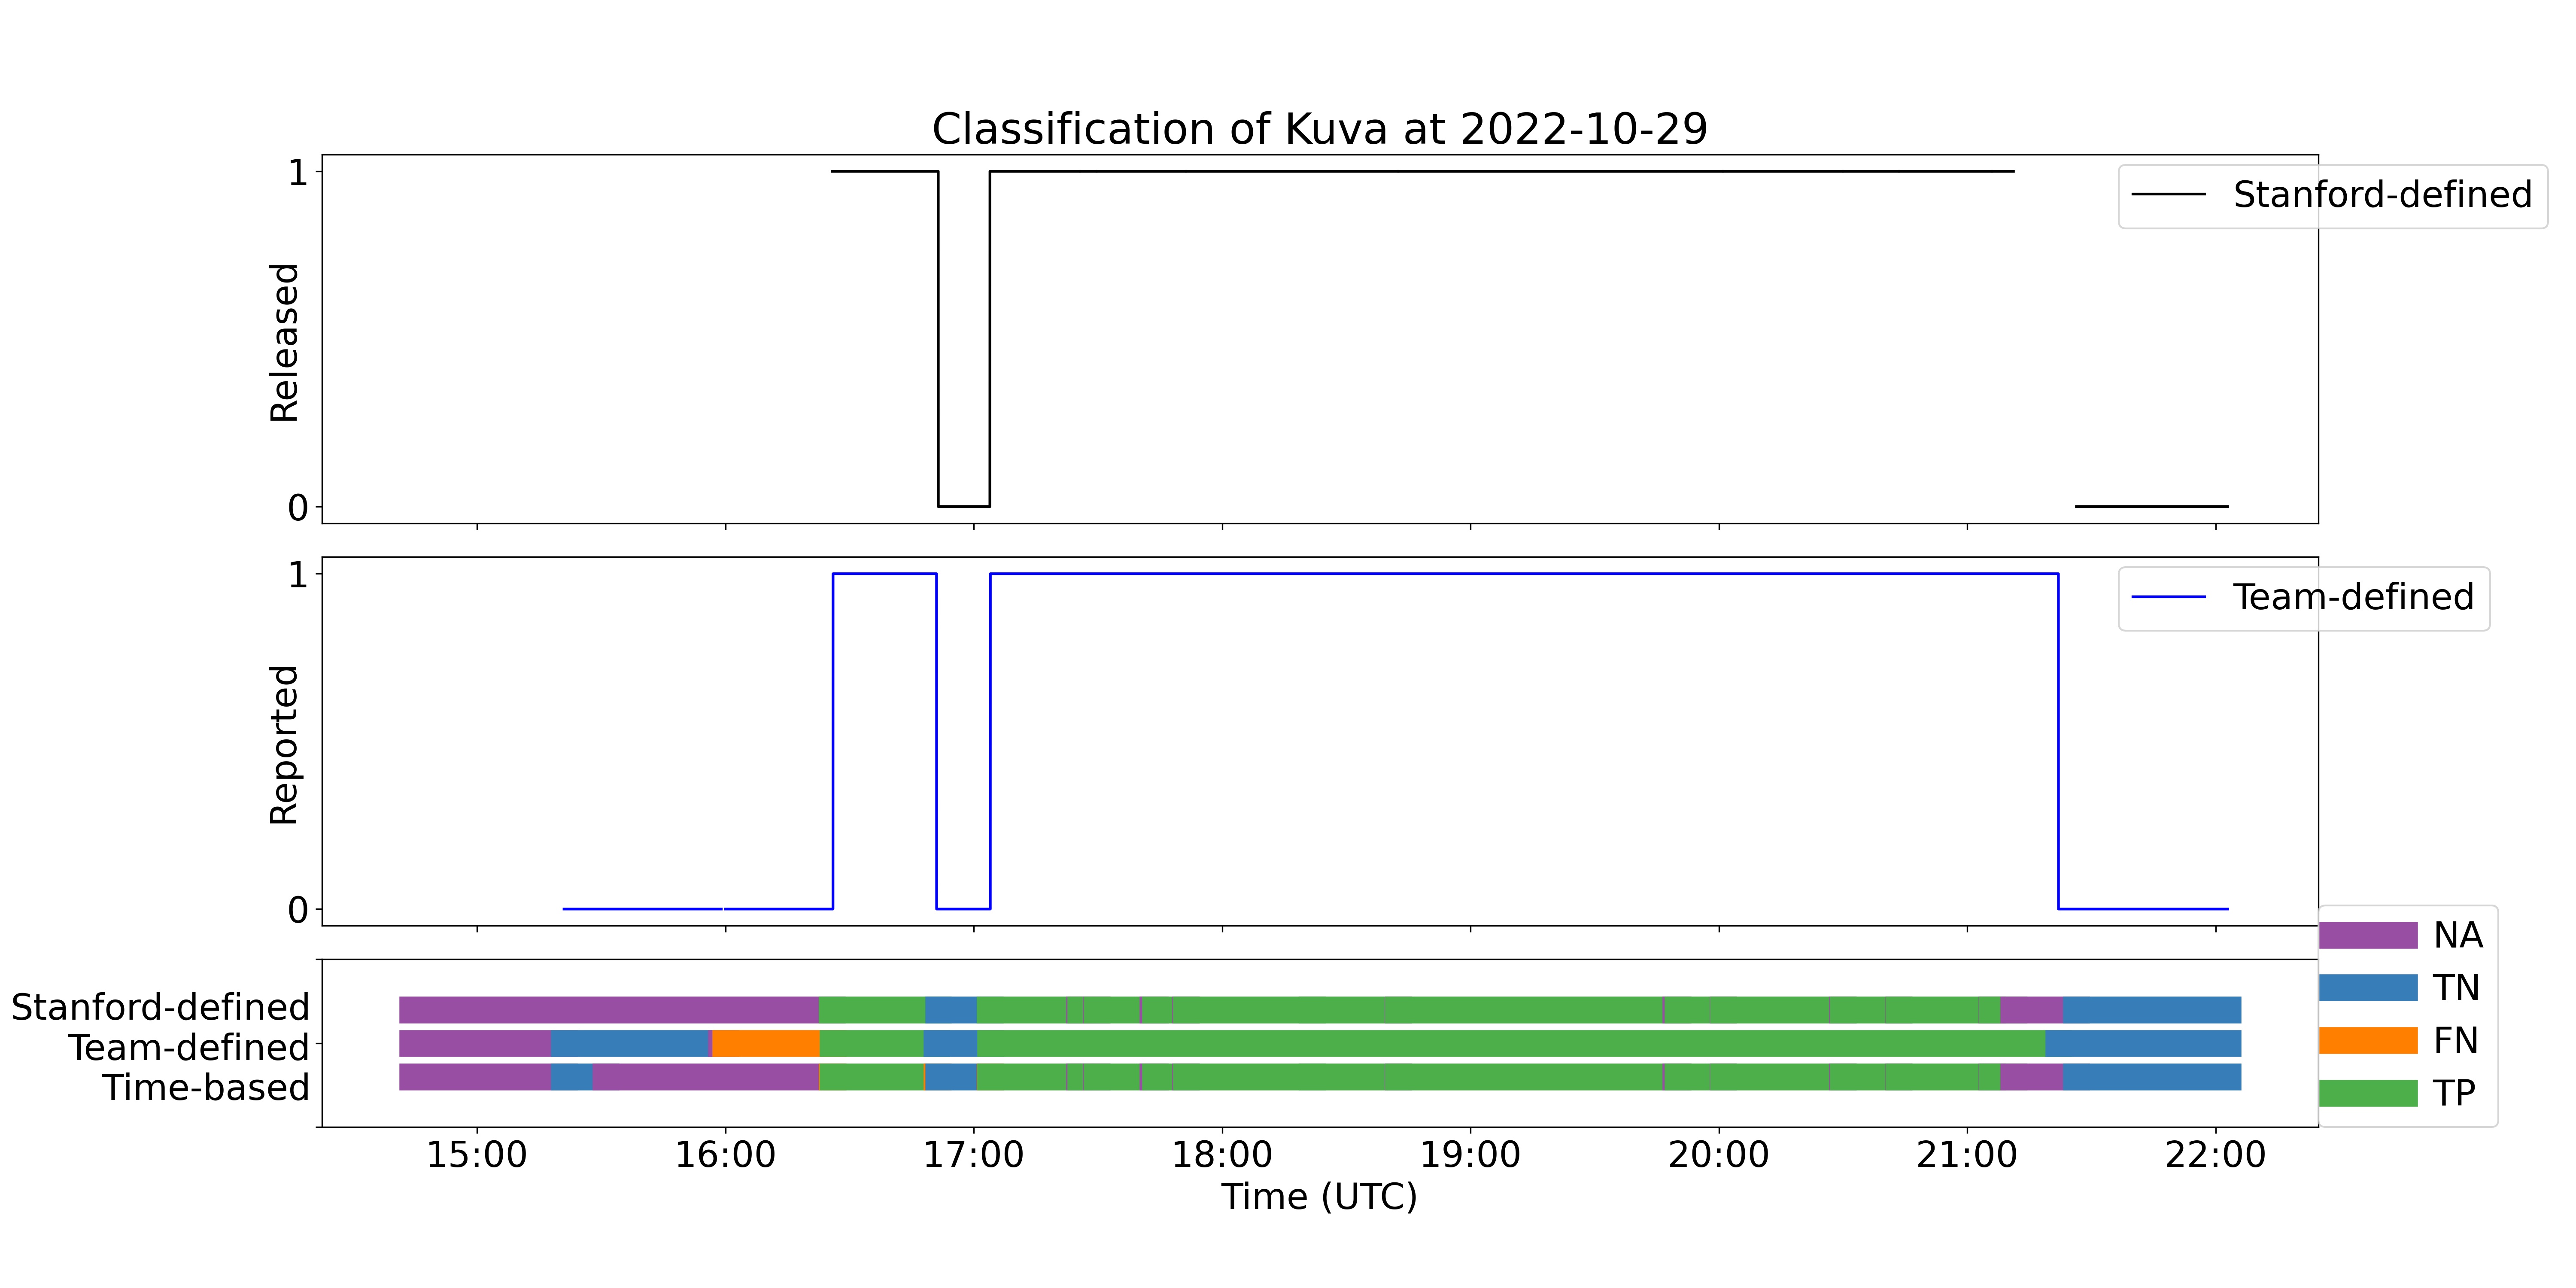 Classification of Kuva at 2022-10-29
1
Released
0
Stanford-defined
1
Reported
0
Team-defined
Stanford-defined
Team-defined
Time-based
NA
TN
FN
TP
15:00 16:00 17:00 18:00 19:00 20:00 21:00 22:00
Time (UTC)